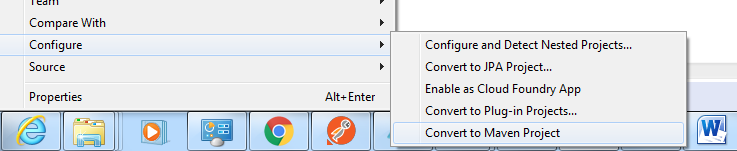 Team
Compare With
Configure
Source
Properties Alt+Enter
Configure and Detect Nested Projects...
Convert to JPA Project...
Enable as Cloud Foundry App
Convert to Plug-in Projects...
Convert to Maven Project
W